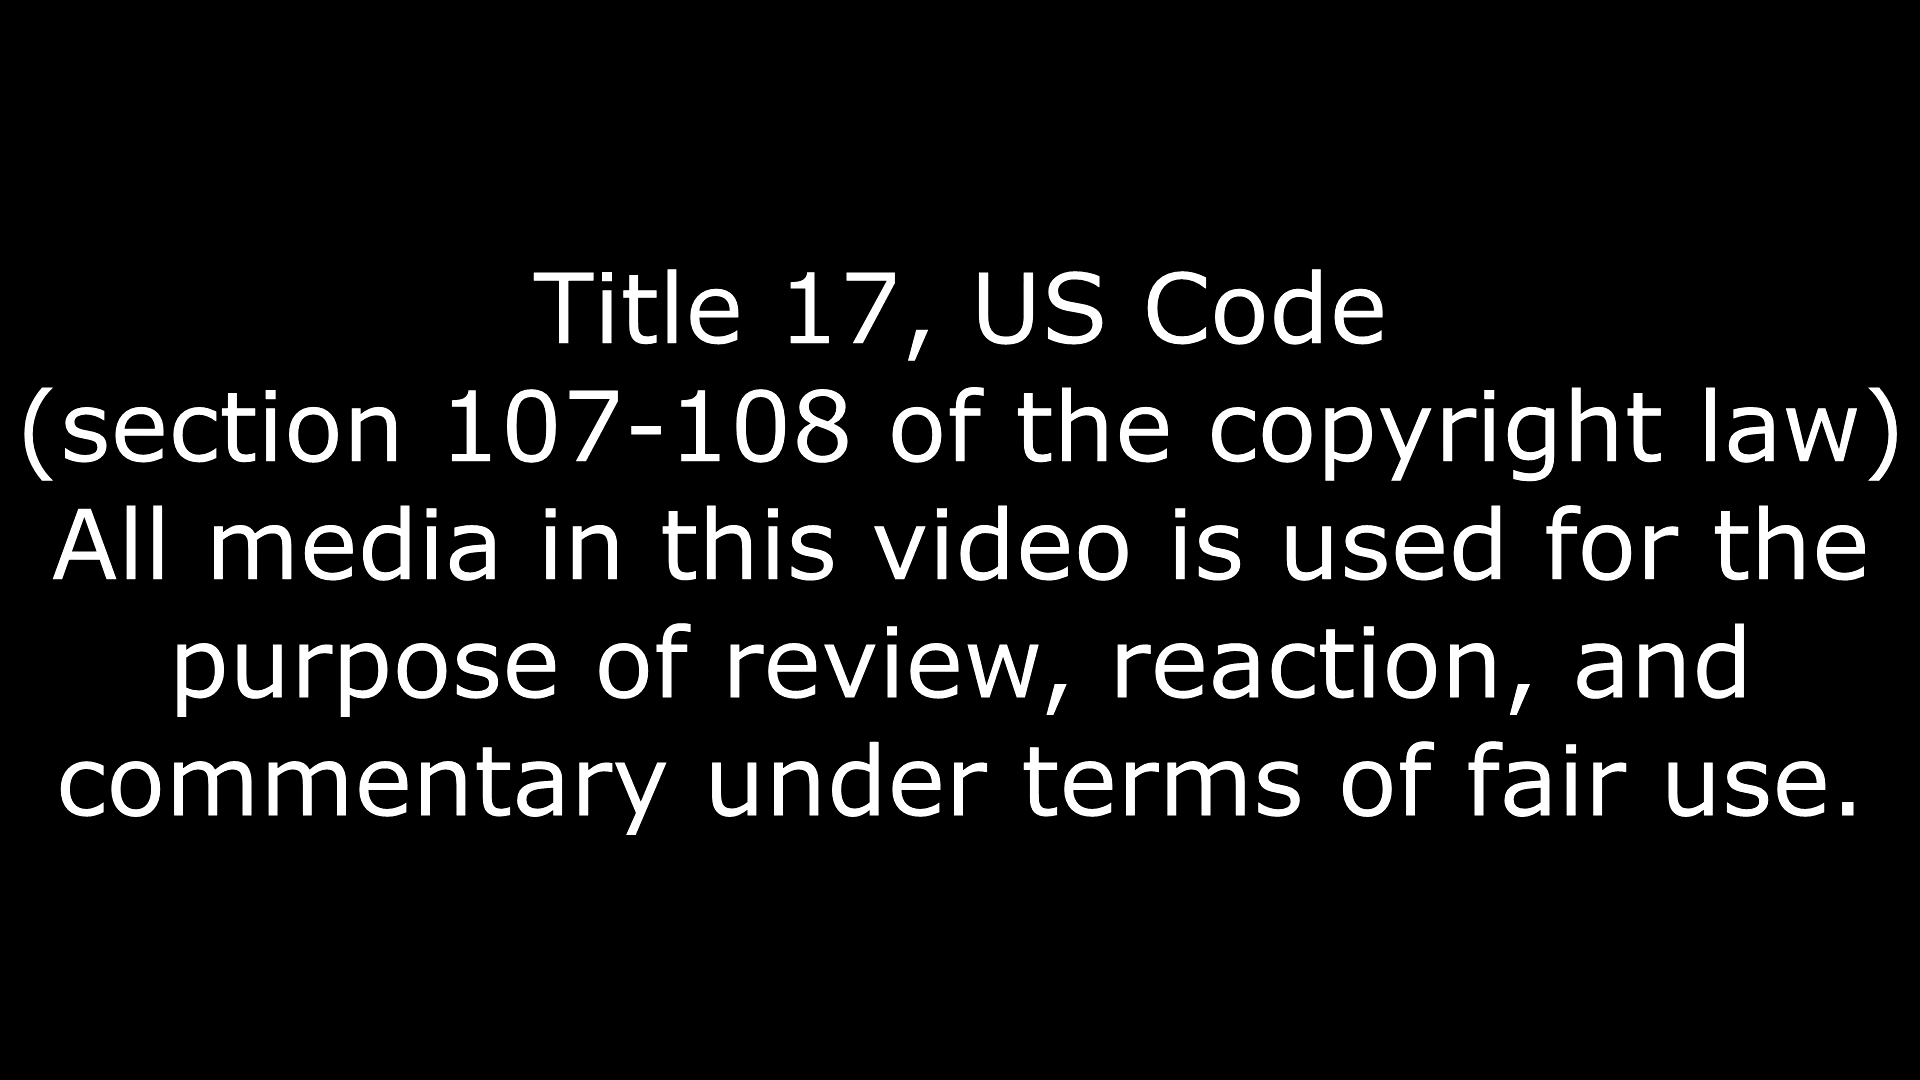 Title 17, US Code
(section 107-108 of the copyright law)
All media in this video is used for the
purpose of review, reaction, and
commentary under terms of fair use.